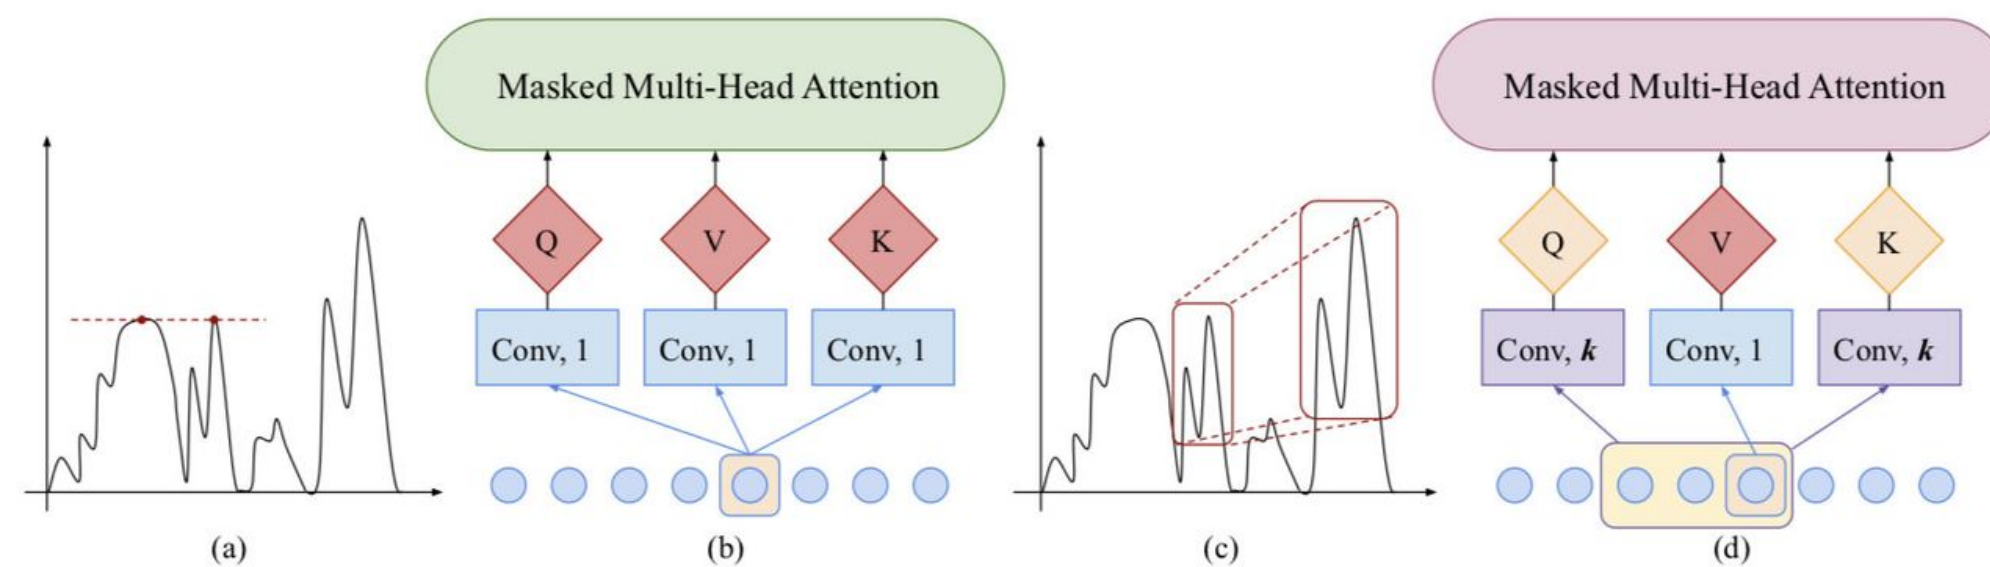 Masked Multi-Head Attention
Q
V
K
Conv, 1
Conv, 1
Conv, 1
Masked Multi-Head Attention
Q
V
K
Conv, k
Conv, 1
Conv, k
(a)
(b)
(c)
(d)